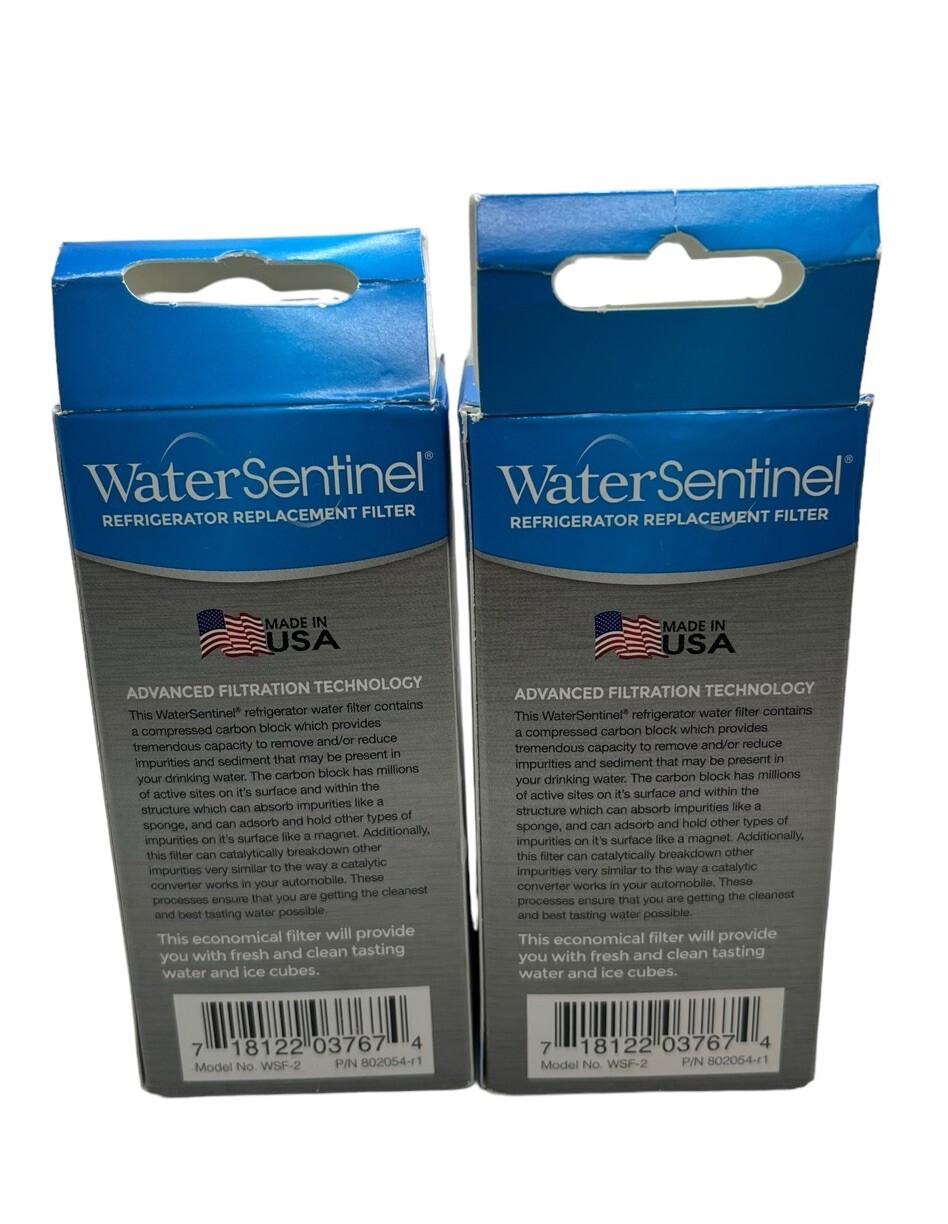 WaterSentinel®
REFRIGERATOR REPLACEMENT FILTER
MADE IN
USA
ADVANCED FILTRATION TECHNOLOGY
This WaterSentinel® refrigerator water filter contains
a compressed carbon block which provides
tremendous capacity to remove and/or reduce
impurities and sediment that may be present in
your drinking water. The carbon block has millions
of active sites on it's surface and within the
structure which can absorb impurities like a
sponge, and can adsorb and hold other types of
impurities on it's surface like a magnet. Additionally,
this filter can catalytically breakdown other
impurities very similar to the way a catalytic
converter works in your automobile. These
processes ensure that you are getting the cleanest
and best tasting water possible.
This economical filter will provide
you with fresh and clean tasting
water and ice cubes.
7 18122 03767 4
Model No. WSF-2 P/N 802054-r1
WaterSentinel®
REFRIGERATOR REPLACEMENT FILTER
MADE IN
USA
ADVANCED FILTRATION TECHNOLOGY
This WaterSentinel® refrigerator water filter contains
a compressed carbon block which provides
tremendous capacity to remove and/or reduce
impurities and sediment that may be present in
your drinking water. The carbon block has millions
of active sites on it's surface and within the
structure which can absorb impurities like a
sponge, and can adsorb and hold other types of
impurities on it's surface like a magnet. Additionally,
this filter can catalytically breakdown other
impurities very similar to the way a catalytic
converter works in your automobile. These
processes ensure that you are getting the cleanest
and best tasting water possible.
This economical filter will provide
you with fresh and clean tasting
water and ice cubes.
7 18122 03767 4
Model No. WSF-2 P/N 802054-r1